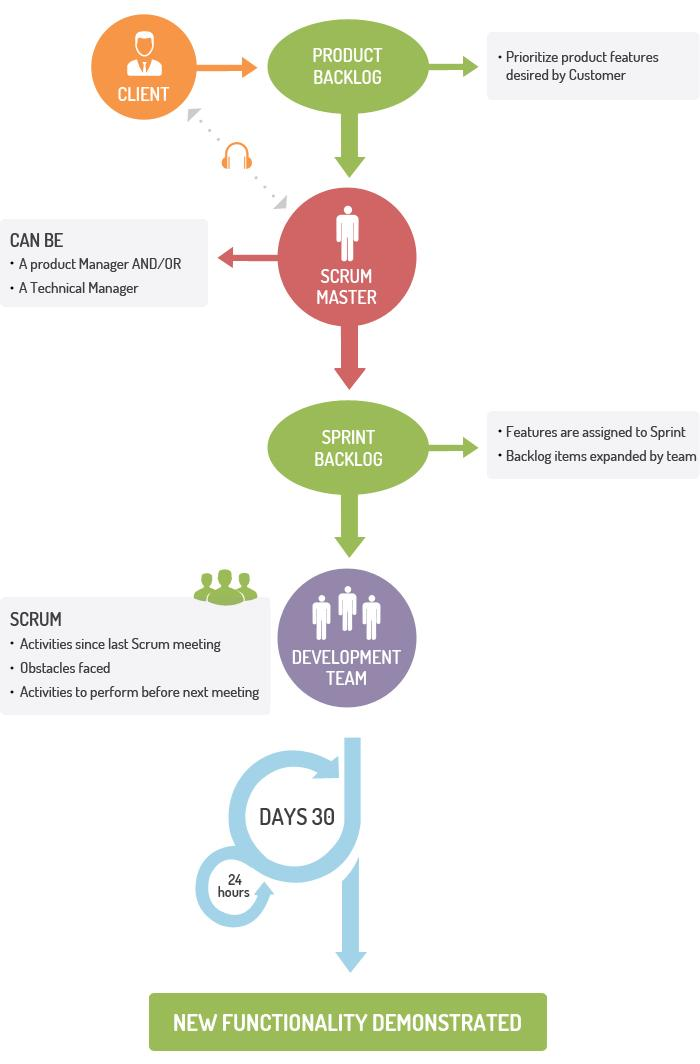 CLIENT
PRODUCT
BACKLOG
• Prioritize product features
desired by Customer
CAN BE
• A product Manager AND/OR
• A Technical Manager
SCRUM
MASTER
SPRINT
BACKLOG
• Features are assigned to Sprint
• Backlog items expanded by team
SCRUM
• Activities since last Scrum meeting
• Obstacles faced
• Activities to perform before next meeting
DEVELOPMENT
TEAM
DAYS 30
24
hours
NEW FUNCTIONALITY DEMONSTRATED